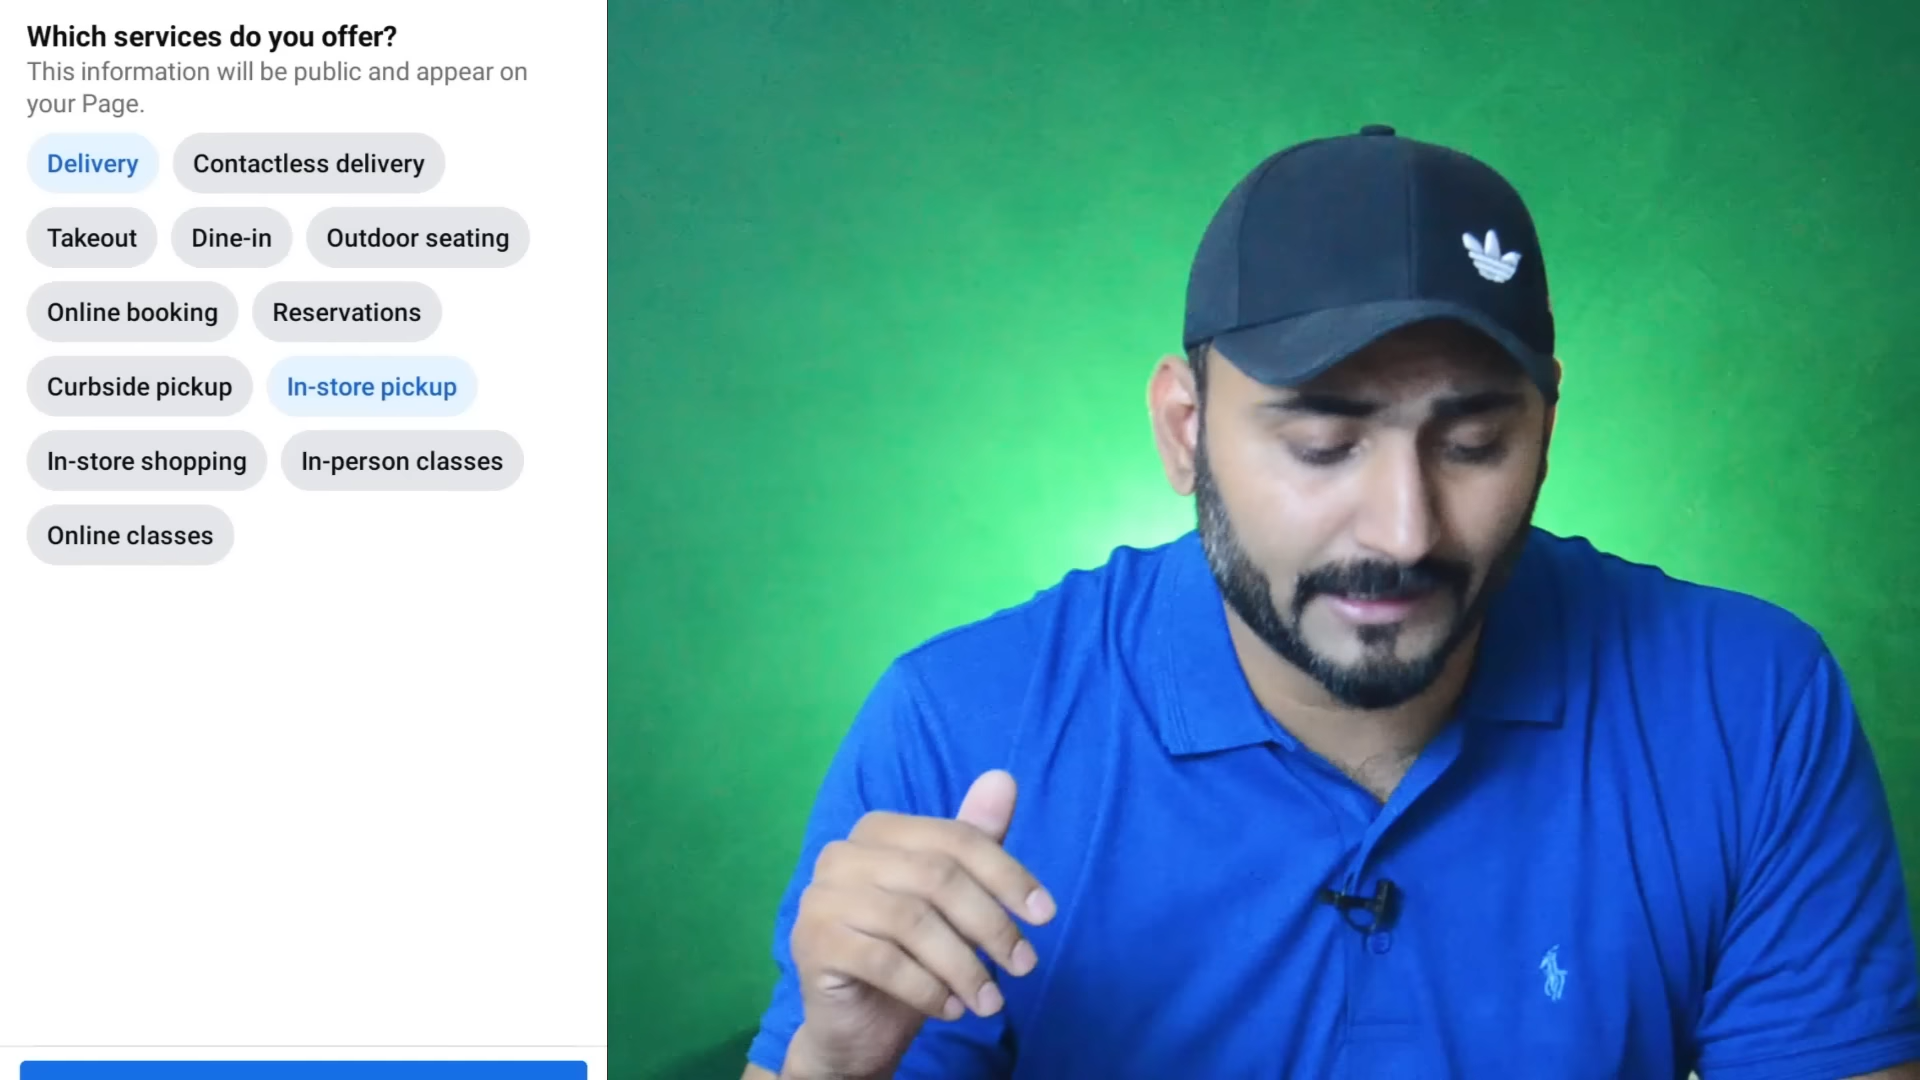 Which services do you offer?
This information will be public and appear on
your Page.
Delivery Contactless delivery
Takeout Dine-in Outdoor seating
Online booking Reservations
Curbside pickup In-store pickup
In-store shopping In-person classes
Online classes